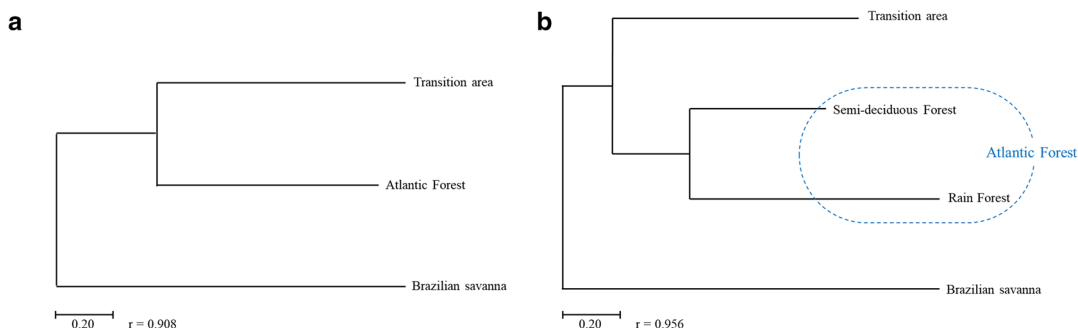 a
Transition area
Atlantic Forest
Brazilian savanna
0.20
r = 0.908
b
Transition area
Semi-deciduous Forest
Atlantic Forest
Rain Forest
Brazilian savanna
0.20
r = 0.956